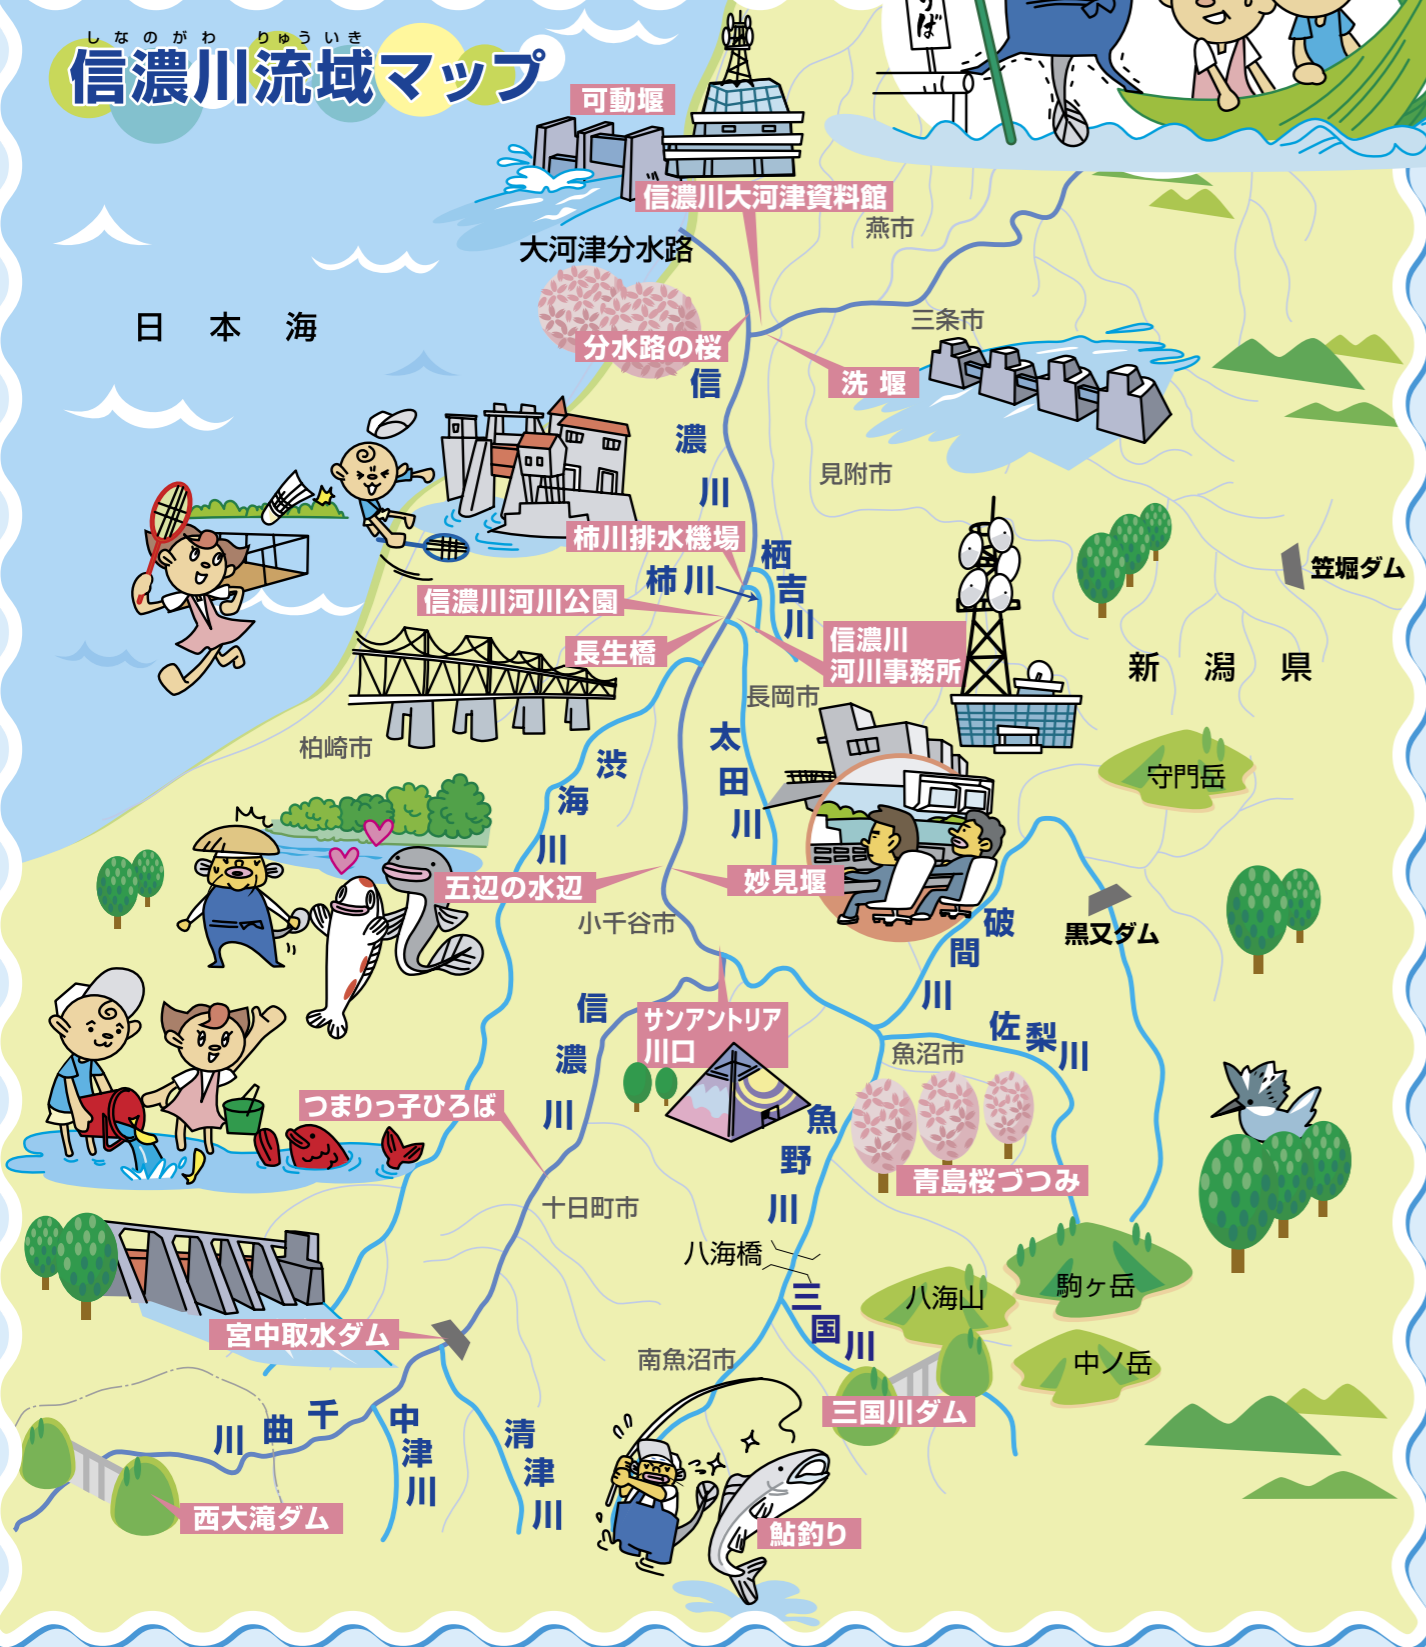 しなのがわ りゅういき
信濃川流域マップ
りば
可動堰
信濃川大河津資料館
燕市
大河津分水路
日本海
三条市
分水路の桜
洗堰
信濃川
見附市
柿川排水機場
栖吉川
柿川
笠堀ダム
信濃川河川公園
信濃川
河川事務所
長生橋
新潟県
長岡市
柏崎市
太田川
渋海川
守門岳
五辺の水辺
妙見堰
小千谷市
破間川
黒又ダム
信濃川
サンアントリア
川口
佐梨川
魚沼市
つまりっ子ひろば
魚野川
青島桜づつみ
十日町市
八海橋
三国川
八海山
駒ヶ岳
宮中取水ダム
南魚沼市
中ノ岳
三国川ダム
千曲川
中津川
清津川
西大滝ダム
鮎釣り